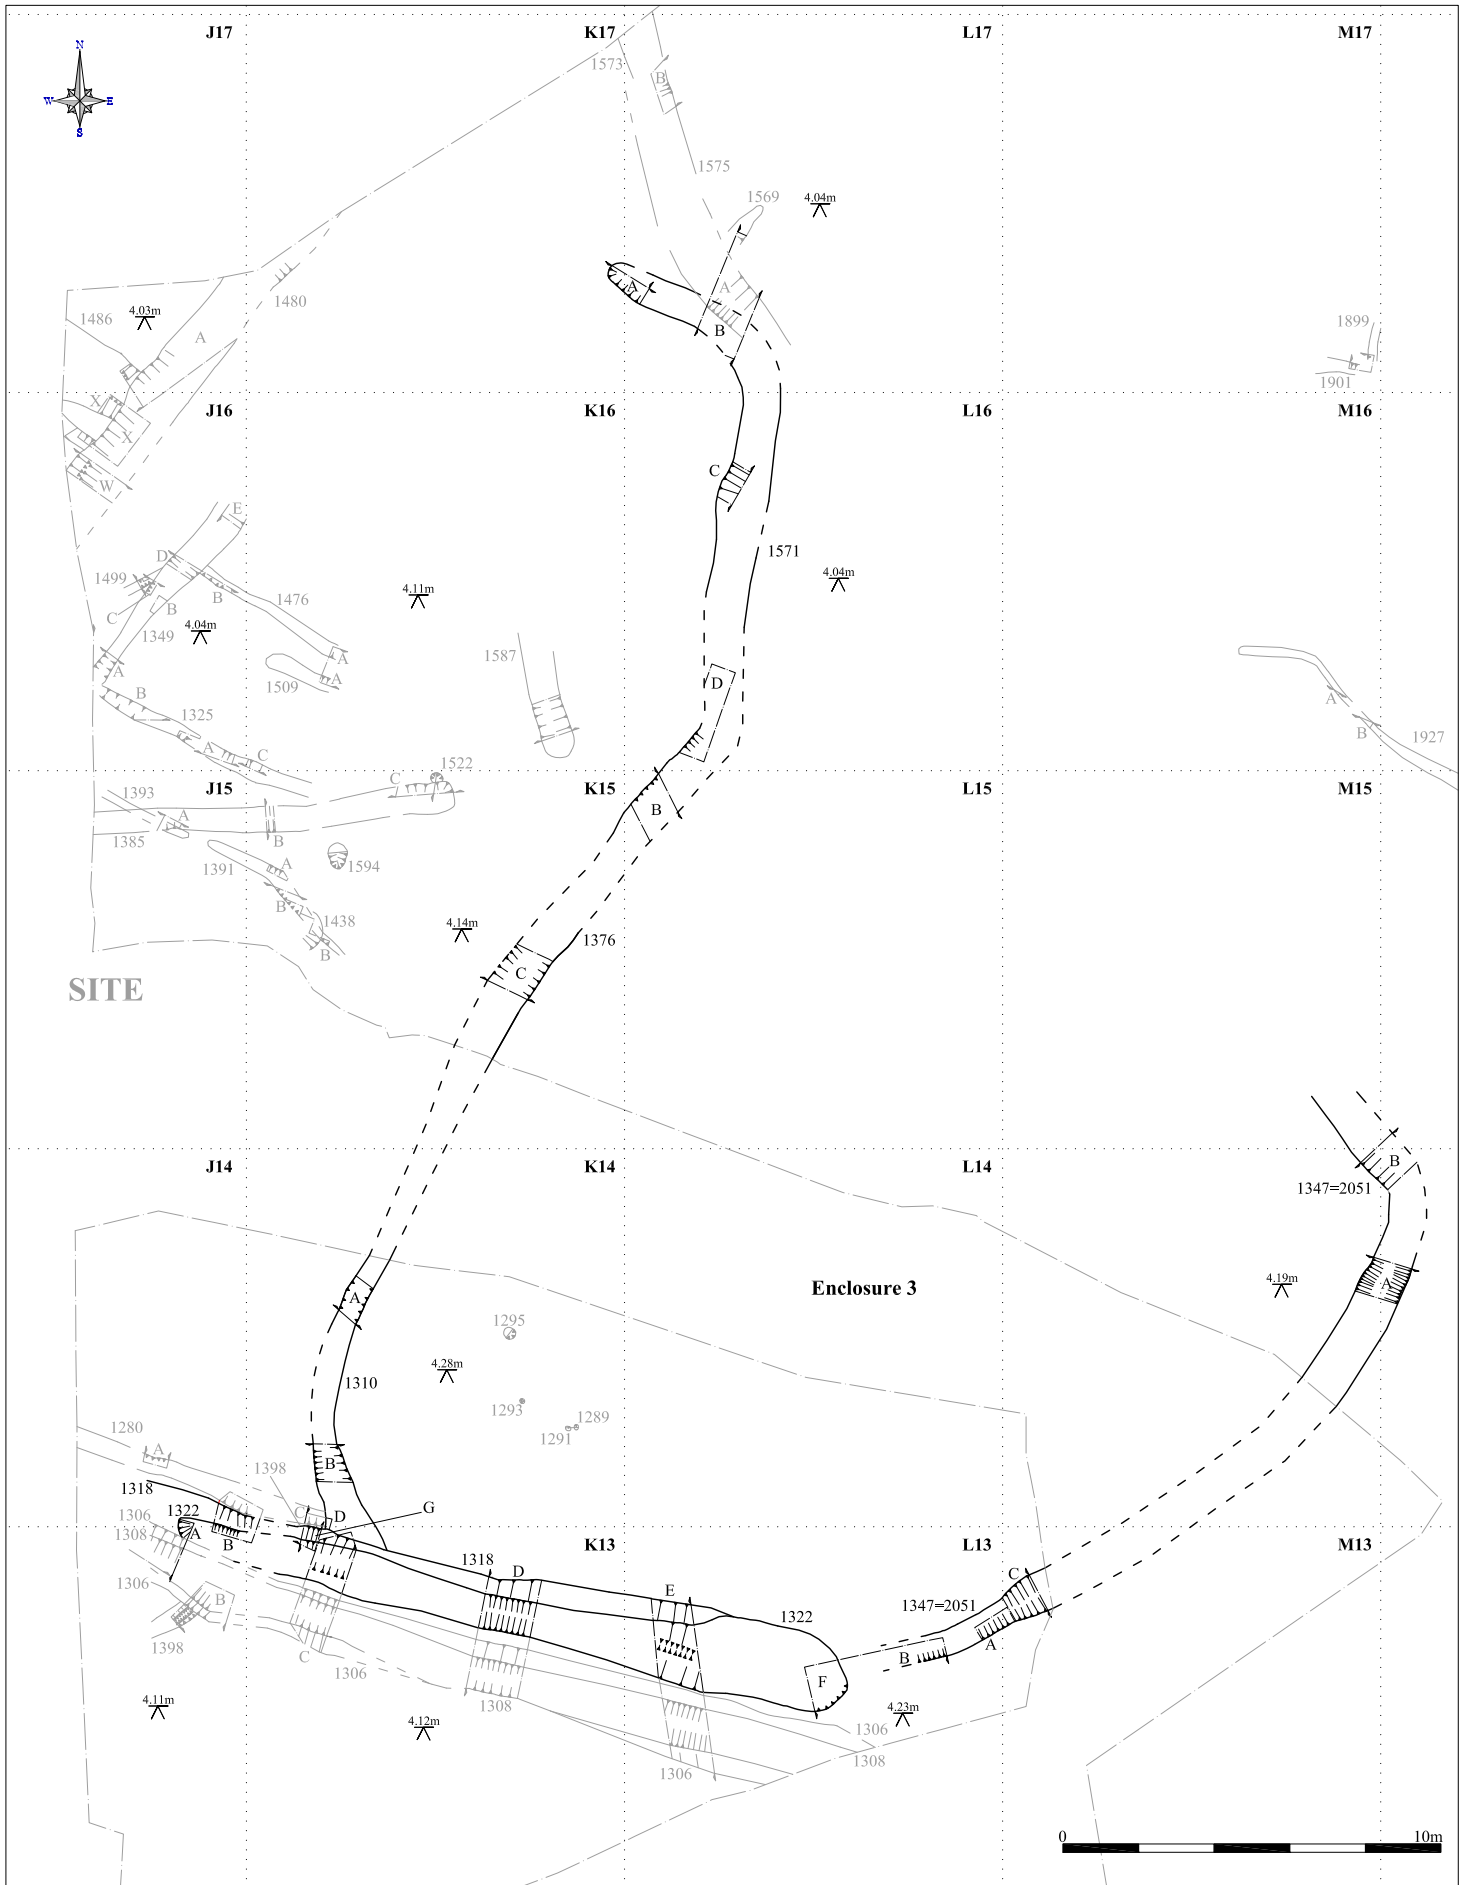 J17
K17
L17
M17
N
W
E
S
1573
B
1575
1569
4.04m
A
A
B
1480
4.03m
1486
A
1899
1901
X
J16
K16
L16
M16
X
W
C
E
1571
D
1499
B
B
C
1476
4.11m
4.04m
4.04m
1349
1587
A
A
1509
A
D
B
1325
A
C
A
B
1927
1522
C
J15
K15
L15
M15
1393
A
B
B
1385
1391
A
1594
B
1438
B
4.14m
1376
C
SITE
J14
K14
L14
M14
B
1347=2051
Enclosure 3
4.19m
A
A
1295
4.28m
1310
1293
1289
1291
1280
A
1398
B
1318
1322
G
C
D
1306
1308
A
B
J13
K13
L13
M13
1318
D
E
C
1306
B
1322
1347=2051
A
1398
C
1306
B
F
4.11m
4.12m
1308
4.23m
1306
1308
1306
0
10m